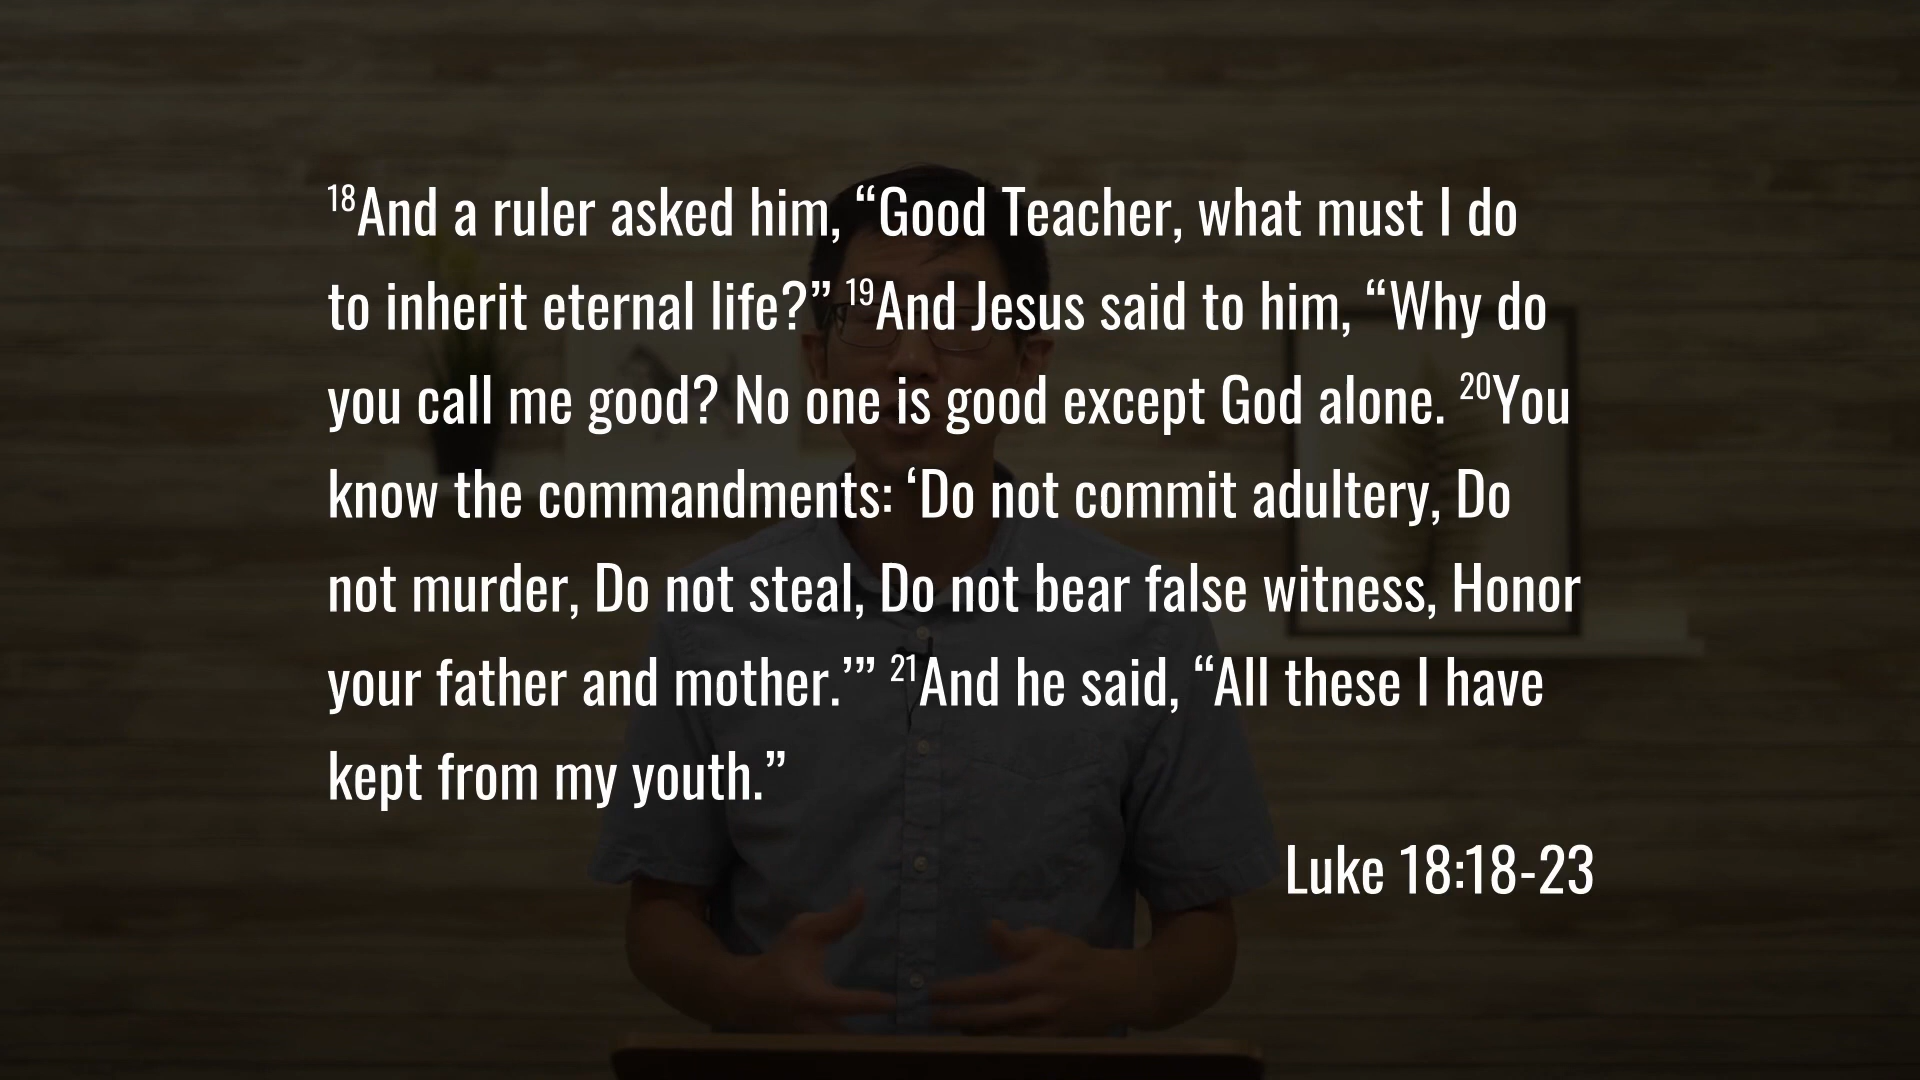 ¹⁸And a ruler asked him, “Good Teacher, what must I do
to inherit eternal life?” ¹⁹And Jesus said to him, “Why do
you call me good? No one is good except God alone. ²⁰You
know the commandments: ‘Do not commit adultery, Do
not murder, Do not steal, Do not bear false witness, Honor
your father and mother.’” ²¹And he said, “All these I have
kept from my youth.”
Luke 18:18-23